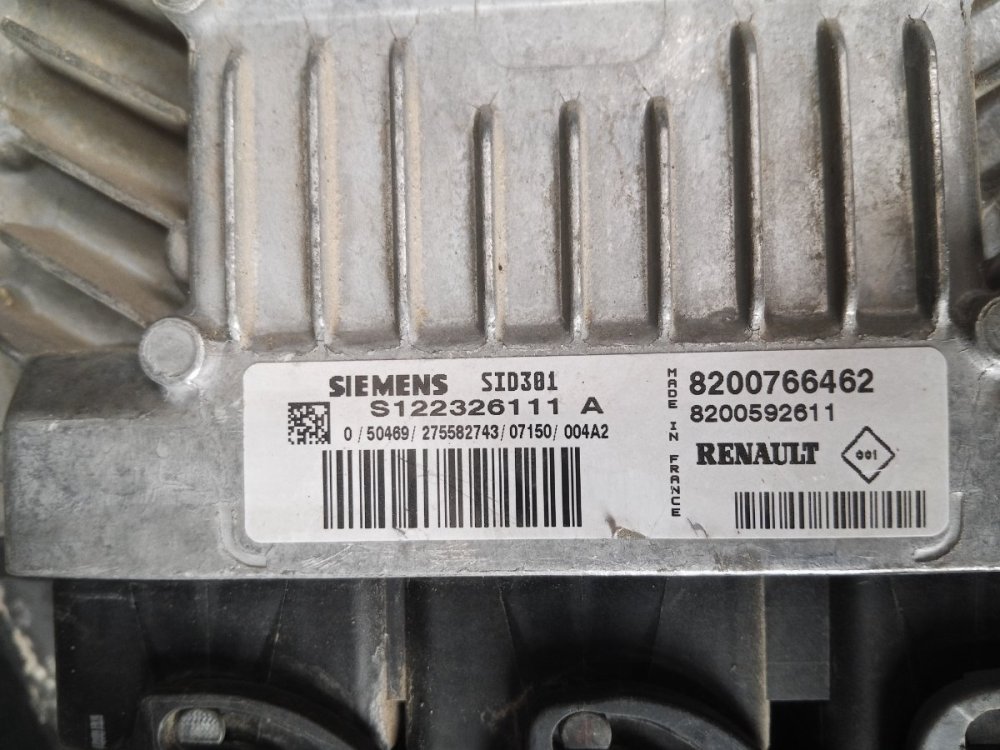 SIEMENS SID301
S122326111 A
0/50469/275582743/07150/004A2
MADE IN FRANCE
8200766462
8200592611
RENAULT 001